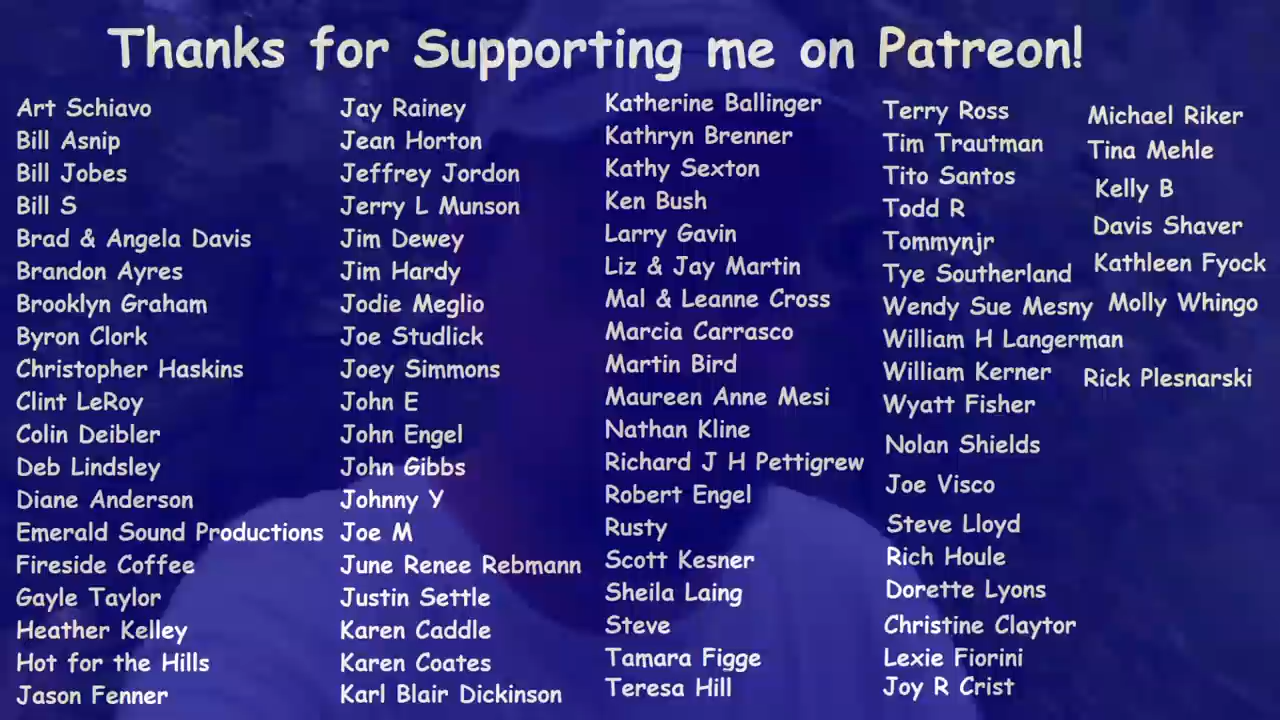 Thanks for Supporting me on Patreon!
Art Schiavo
Bill Asnip
Bill Jobes
Bill S
Brad & Angela Davis
Brandon Ayres
Brooklyn Graham
Byron Clork
Christopher Haskins
Clint LeRoy
Colin Deibler
Deb Lindsley
Diane Anderson
Emerald Sound Productions
Fireside Coffee
Gayle Taylor
Heather Kelley
Hot for the Hills
Jason Fenner
Jay Rainey
Jean Horton
Jeffrey Jordon
Jerry L Munson
Jim Dewey
Jim Hardy
Jodie Meglio
Joe Studlick
Joey Simmons
John E
John Engel
John Gibbs
Johnny Y
Joe M
June Renee Rebmann
Justin Settle
Karen Caddle
Karen Coates
Karl Blair Dickinson
Katherine Ballinger
Kathryn Brenner
Kathy Sexton
Ken Bush
Larry Gavin
Liz & Jay Martin
Mal & Leanne Cross
Marcia Carrasco
Martin Bird
Maureen Anne Mesi
Nathan Kline
Richard J H Pettigrew
Robert Engel
Rusty
Scott Kesner
Sheila Laing
Steve
Tamara Figge
Teresa Hill
Terry Ross
Tim Trautman
Tito Santos
Todd R
Tommynjr
Tye Southerland
Wendy Sue Mesny
William H Langerman
William Kerner
Wyatt Fisher
Nolan Shields
Joe Visco
Steve Lloyd
Rich Houle
Dorette Lyons
Christine Claytor
Lexie Fiorini
Joy R Crist
Michael Riker
Tina Mehle
Kelly B
Davis Shaver
Kathleen Fyock
Molly Whingo
Rick Plesnarski